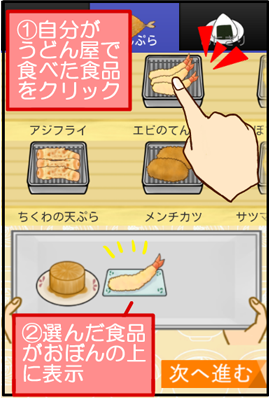 ①自分が
うどん屋で
食べた食品
をクリック
ぷら
アジフライ
エビのてん
ちくわの天ぷら
メンチカツ
サツマ
②選んだ食品
がおぼんの上
に表示
次へ進む